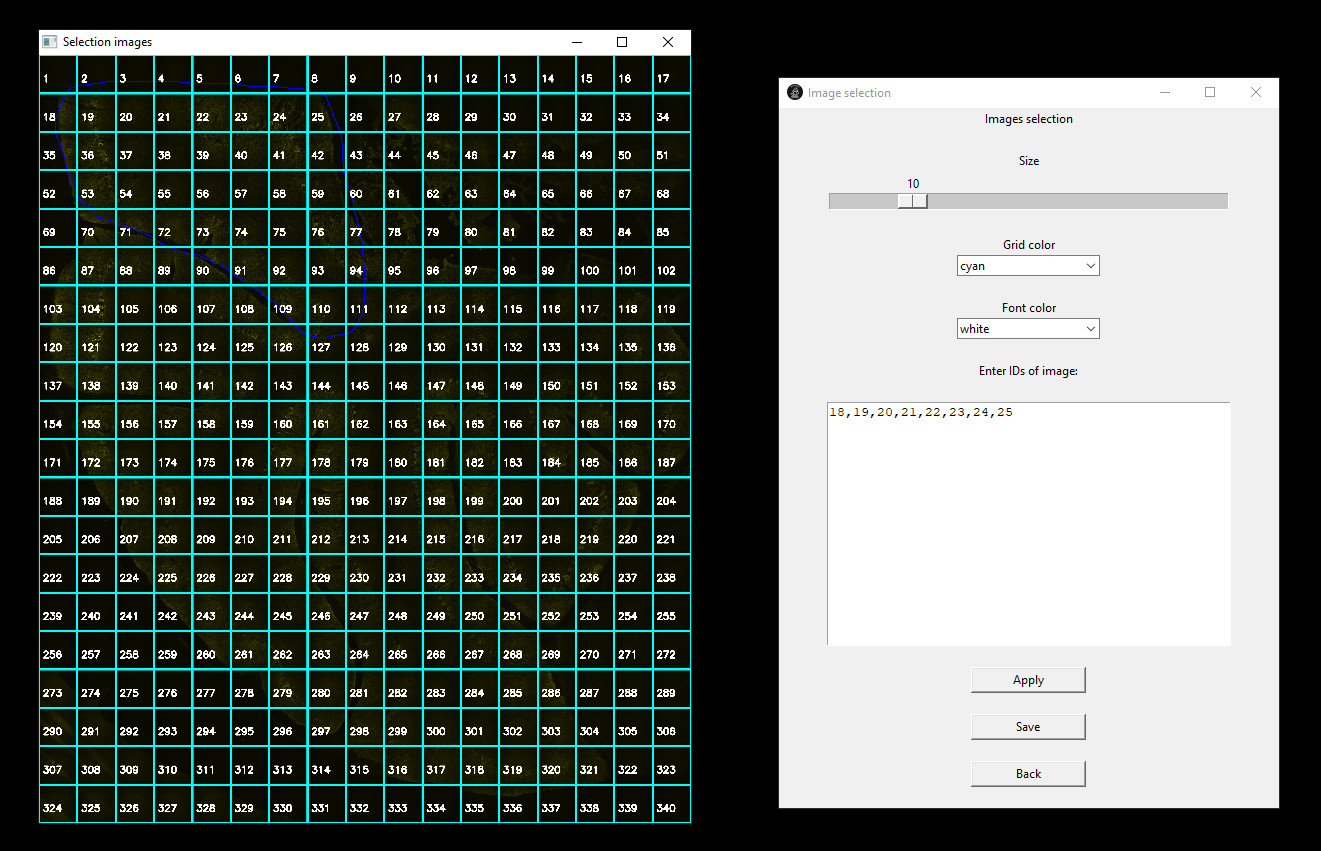 Selection images
1 2 3 4 5 6 7 8 9 10 11 12 13 14 15 16 17
18 19 20 21 22 23 24 25 26 27 28 29 30 31 32 33 34
35 36 37 38 39 40 41 42 43 44 45 46 47 48 49 50 51
52 53 54 55 56 57 58 59 60 61 62 63 64 65 66 67 68
69 70 71 72 73 74 75 76 77 78 79 80 81 82 83 84 85
86 87 88 89 90 91 92 93 94 95 96 97 98 99 100 101 102
103 104 105 106 107 108 109 110 111 112 113 114 115 116 117 118 119
120 121 122 123 124 125 126 127 128 129 130 131 132 133 134 135 136
137 138 139 140 141 142 143 144 145 146 147 148 149 150 151 152 153
154 155 156 157 158 159 160 161 162 163 164 165 166 167 168 169 170
171 172 173 174 175 176 177 178 179 180 181 182 183 184 185 186 187
188 189 190 191 192 193 194 195 196 197 198 199 200 201 202 203 204
205 206 207 208 209 210 211 212 213 214 215 216 217 218 219 220 221
222 223 224 225 226 227 228 229 230 231 232 233 234 235 236 237 238
239 240 241 242 243 244 245 246 247 248 249 250 251 252 253 254 255
256 257 258 259 260 261 262 263 264 265 266 267 268 269 270 271 272
273 274 275 276 277 278 279 280 281 282 283 284 285 286 287 288 289
290 291 292 293 294 295 296 297 298 299 300 301 302 303 304 305 306
307 308 309 310 311 312 313 314 315 316 317 318 319 320 321 322 323
324 325 326 327 328 329 330 331 332 333 334 335 336 337 338 339 340
Image selection
Images selection
Size
10
Grid color
cyan
Font color
white
Enter IDs of image:
18,19,20,21,22,23,24,25
Apply
Save
Back